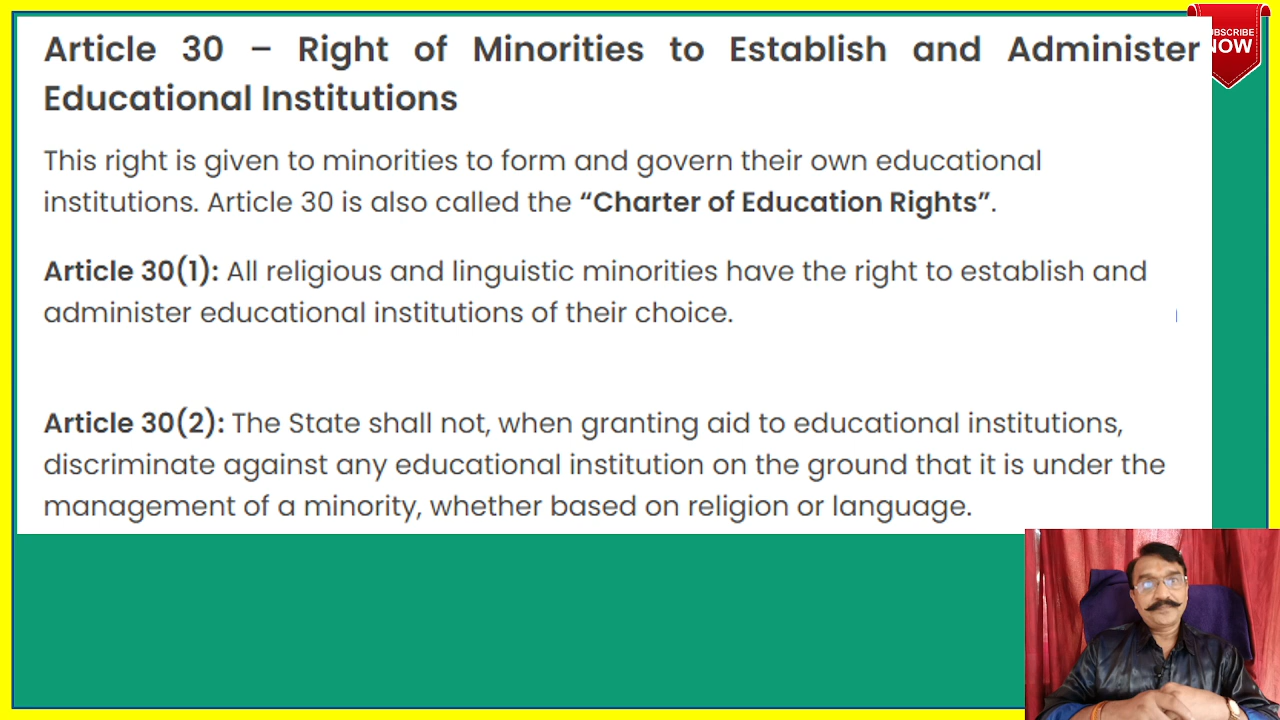 Article 30 – Right of Minorities to Establish and Administer
Educational Institutions
This right is given to minorities to form and govern their own educational
institutions. Article 30 is also called the “Charter of Education Rights”.
Article 30(1): All religious and linguistic minorities have the right to establish and
administer educational institutions of their choice.
Article 30(2): The State shall not, when granting aid to educational institutions,
discriminate against any educational institution on the ground that it is under the
management of a minority, whether based on religion or language.
NOW